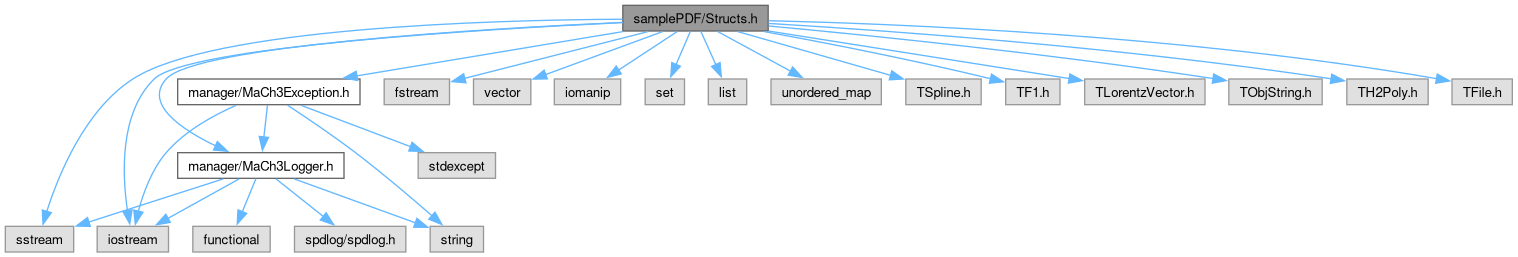 samplePDF/Structs.h
manager/MaCh3Exception.h
fstream
vector
iomanip
set
list
unordered_map
TSpline.h
TF1.h
TLorentzVector.h
TObjString.h
TH2Poly.h
TFile.h
manager/MaCh3Logger.h
stdexcept
sstream
iostream
functional
spdlog/spdlog.h
string